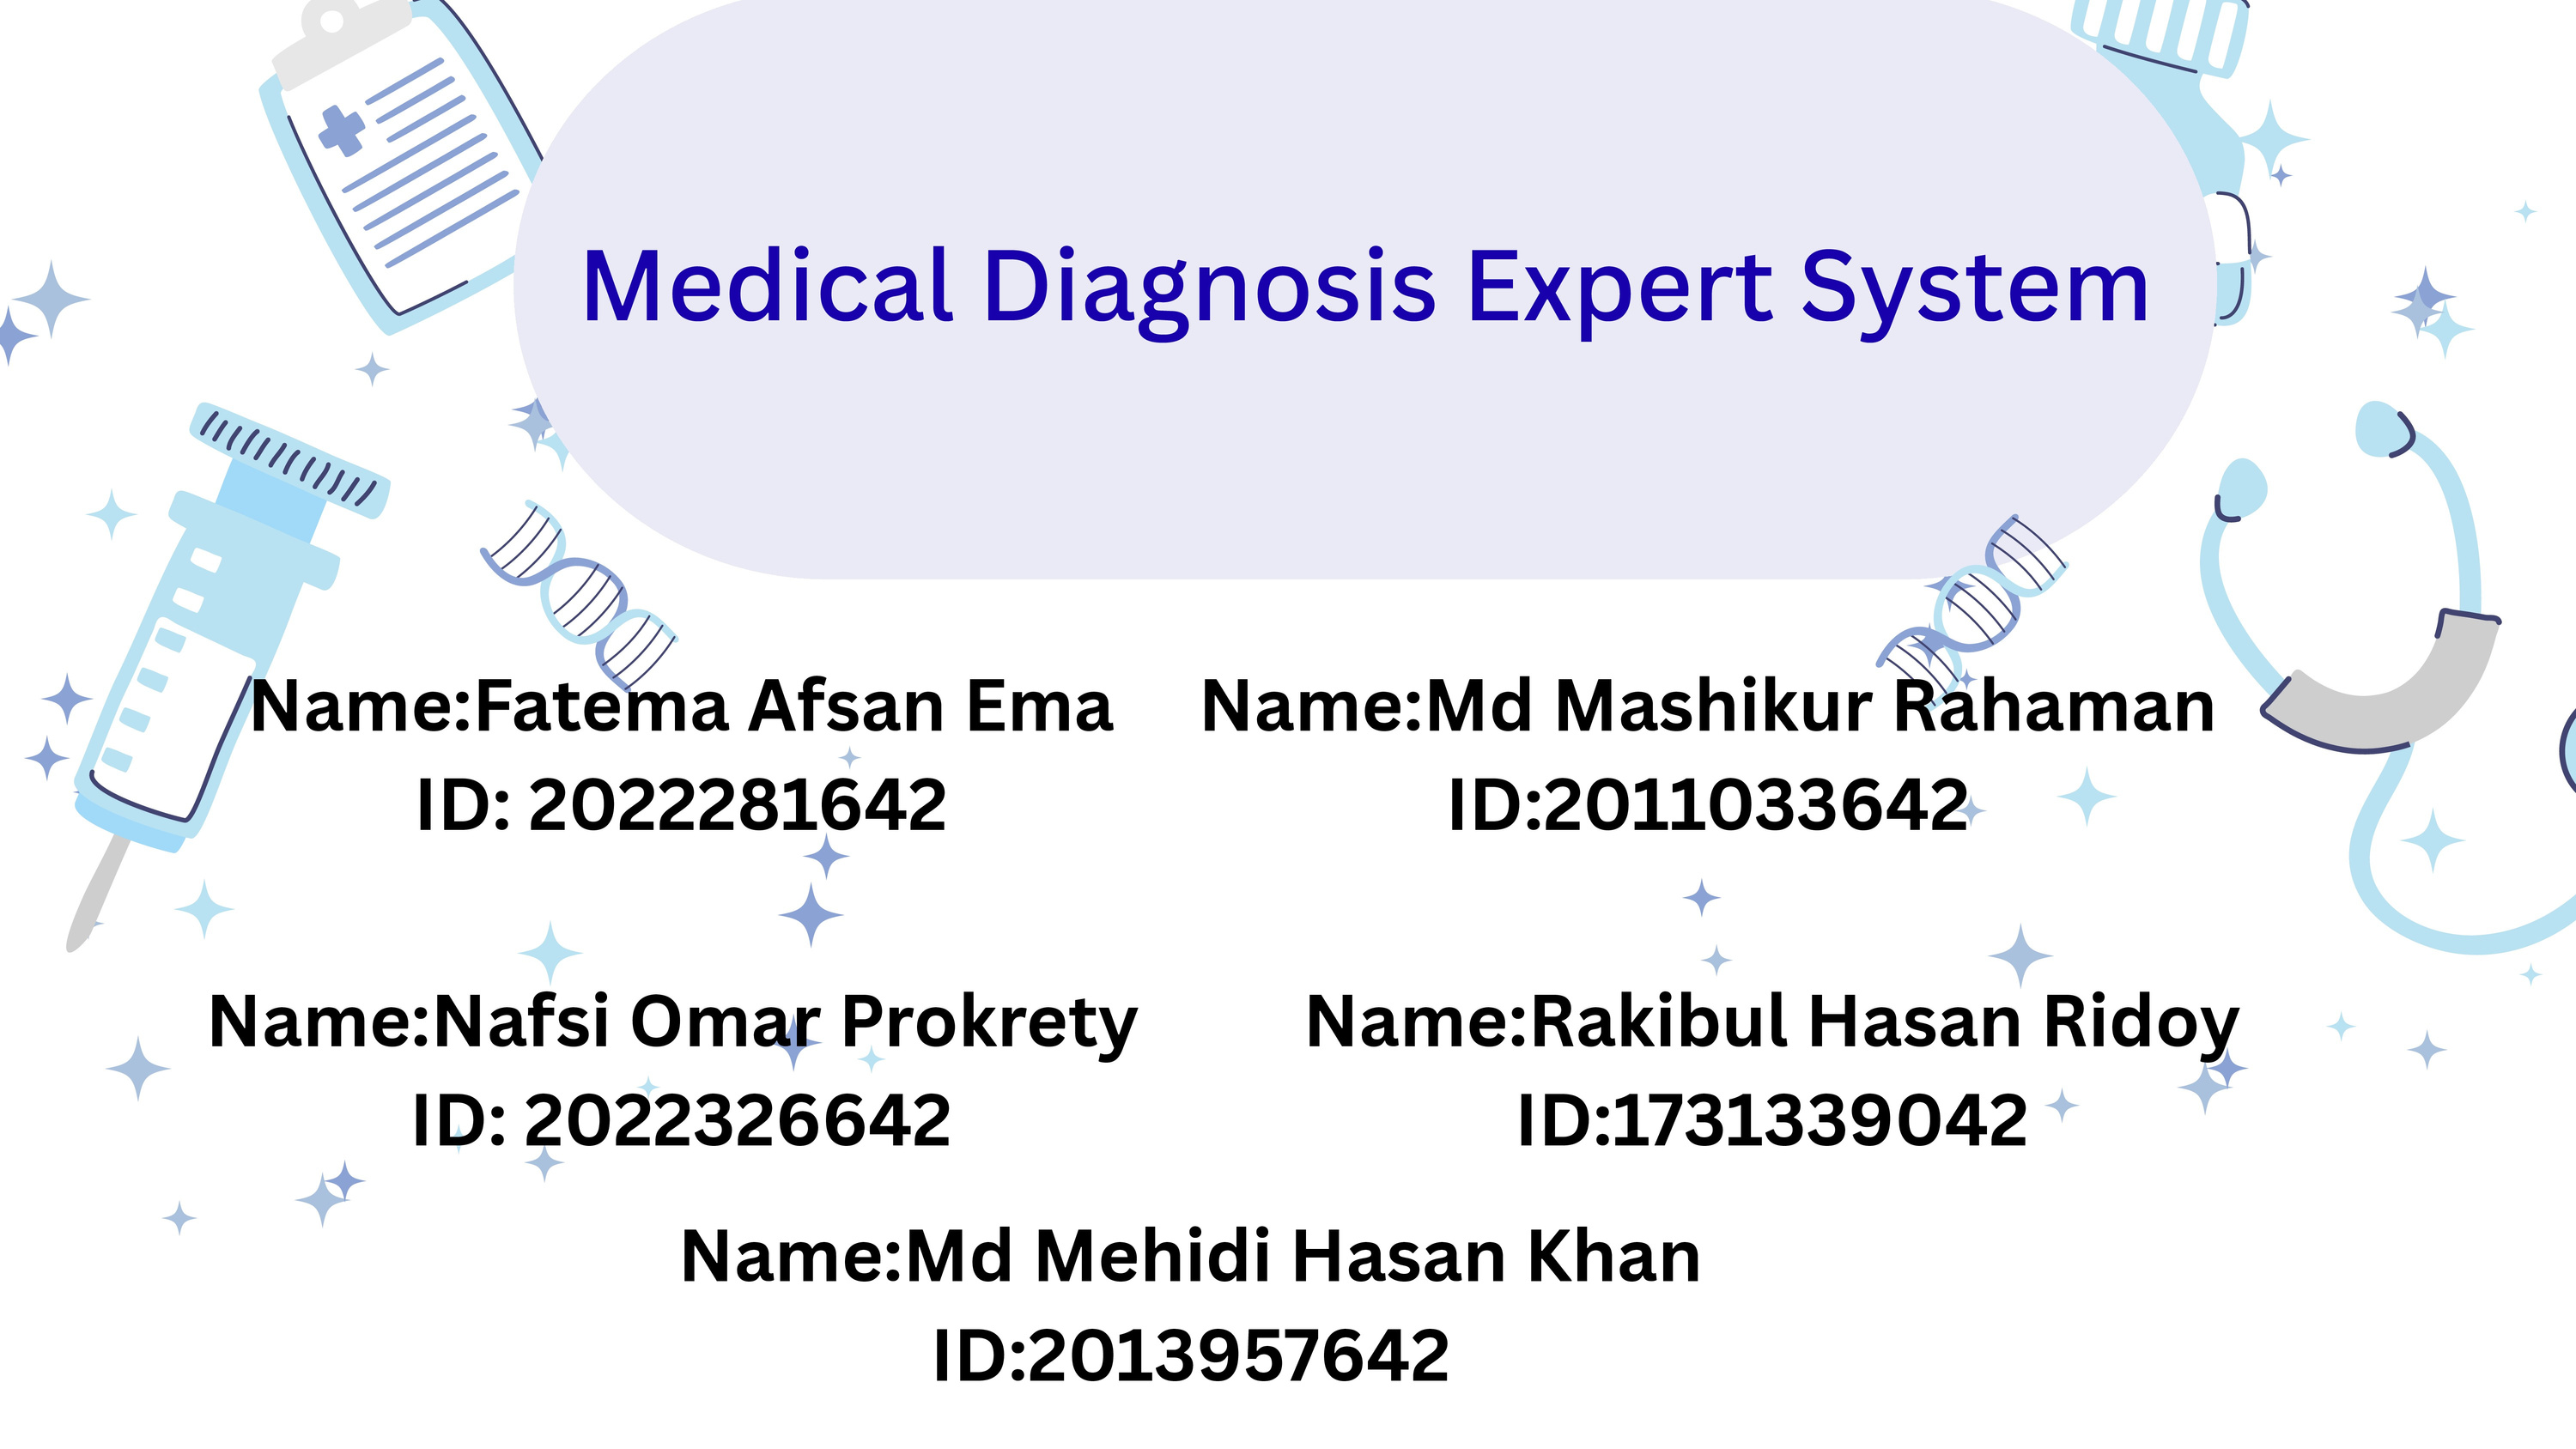 Medical Diagnosis Expert System
Name:Fatema Afsan Ema
ID: 2022281642
Name:Md Mashikur Rahaman
ID:2011033642
Name:Nafsi Omar Prokrety
ID: 2022326642
Name:Rakibul Hasan Ridoy
ID:1731339042
Name:Md Mehidi Hasan Khan
ID:2013957642